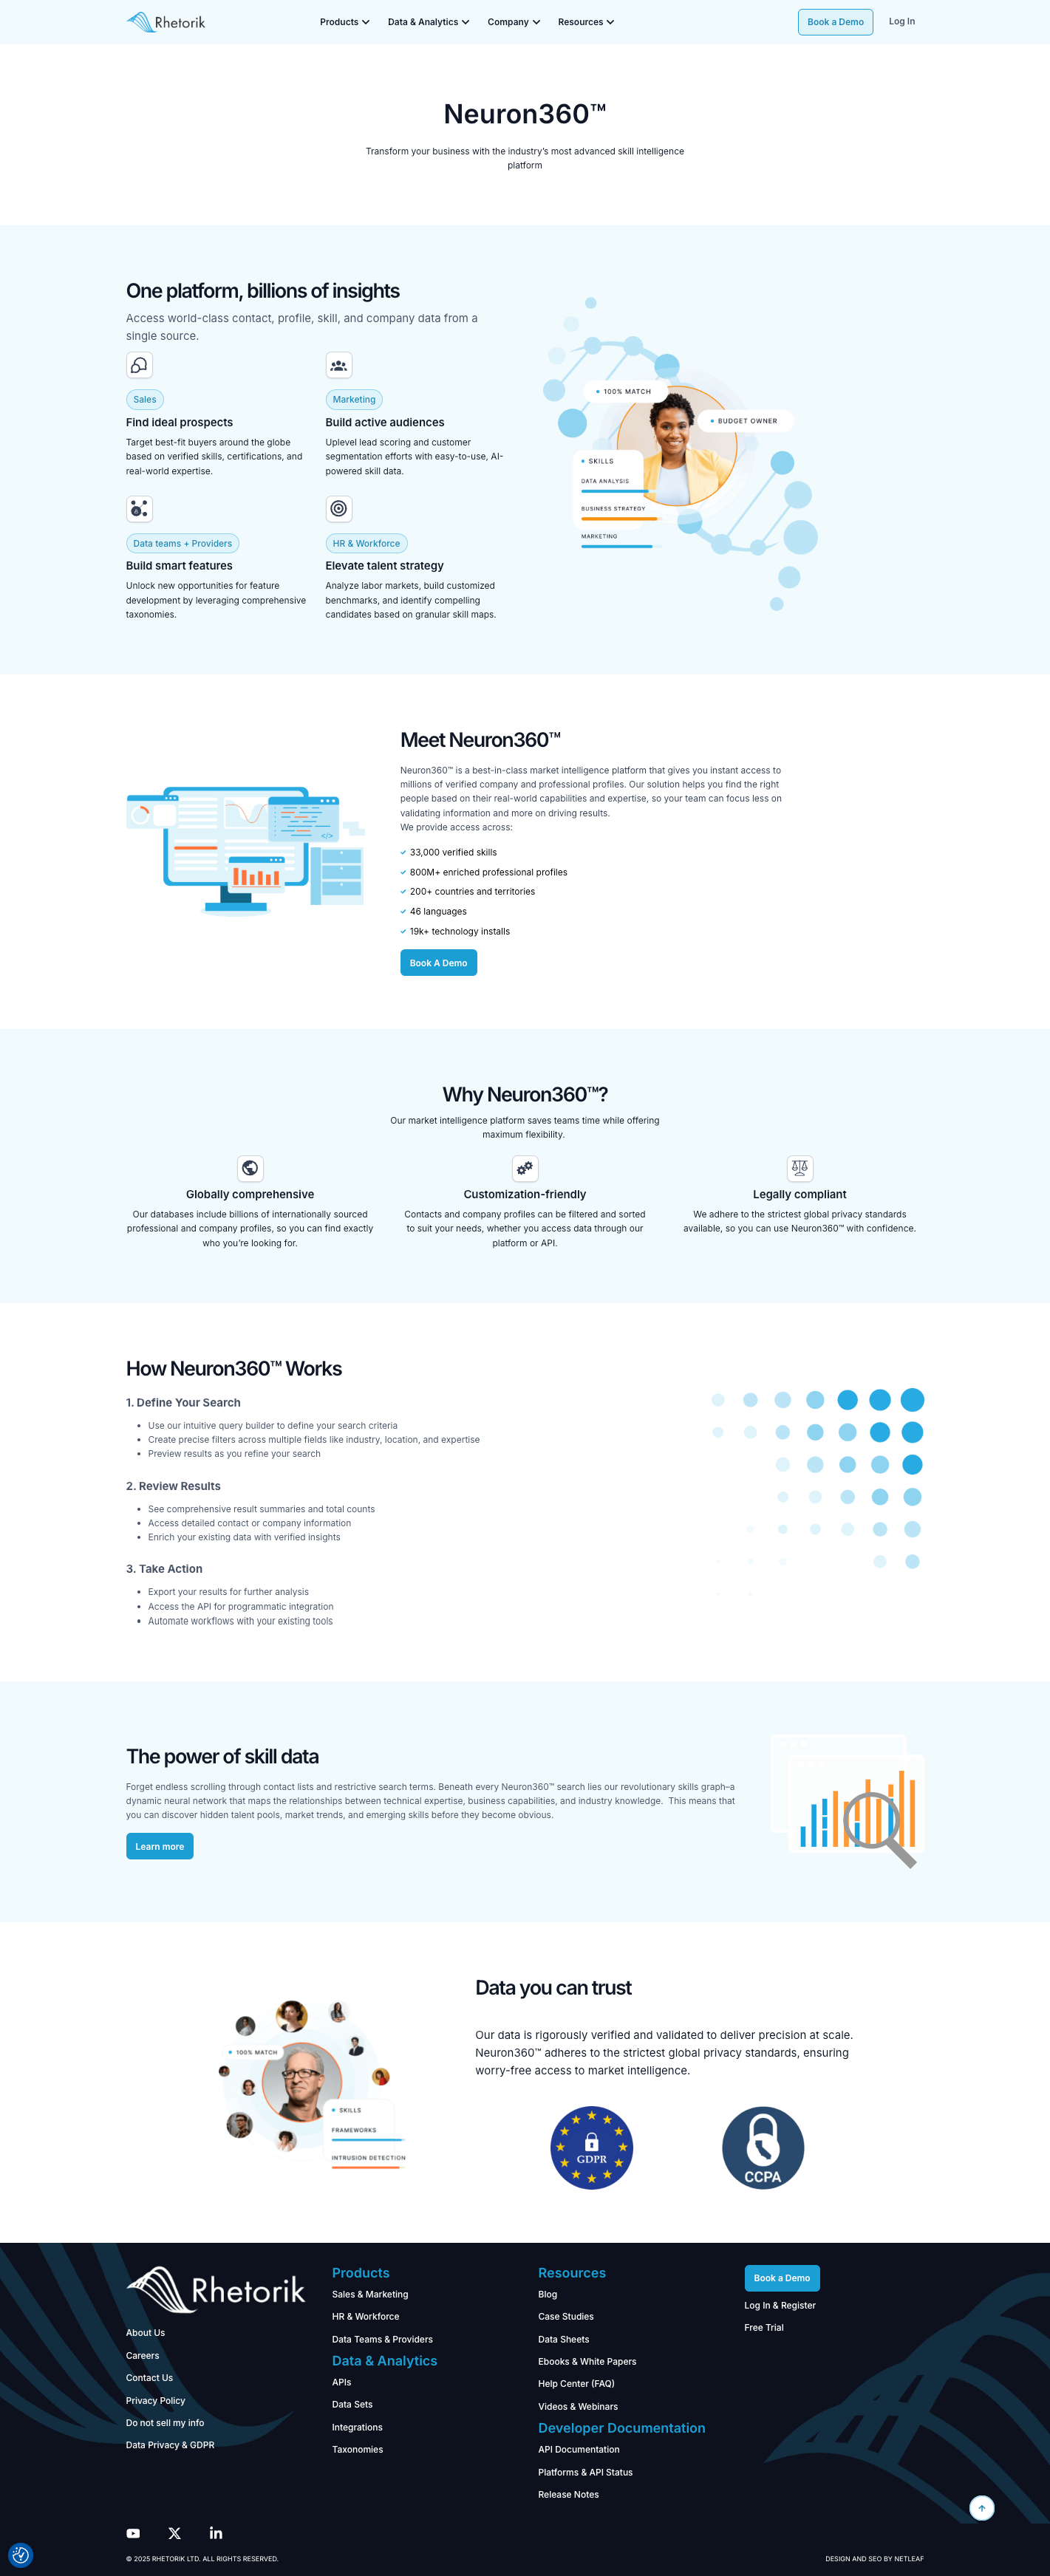 Rhetorik
Products
Data & Analytics
Company
Resources
Book a Demo
Log In
Neuron360™
Transform your business with the industry's most advanced skill intelligence
platform
One platform, billions of insights
Access world-class contact, profile, skill, and company data from a
single source.
Sales
Find ideal prospects
Target best-fit buyers around the globe
based on verified skills, certifications, and
real-world expertise.
Marketing
Build active audiences
Uplevel lead scoring and customer
segmentation efforts with easy-to-use, AI-
powered skill data.
Data teams + Providers
Build smart features
Unlock new opportunities for feature
development by leveraging comprehensive
taxonomies.
HR & Workforce
Elevate talent strategy
Analyze labor markets, build customized
benchmarks, and identify compelling
candidates based on granular skill maps.
100% MATCH
BUDGET OWNER
SKILLS
DATA ANALYSIS
BUSINESS STRATEGY
MARKETING
Meet Neuron360™
Neuron360™ is a best-in-class market intelligence platform that gives you instant access to
millions of verified company and professional profiles. Our solution helps you find the right
people based on their real-world capabilities and expertise, so your team can focus less on
validating information and more on driving results.
We provide access across:
33,000 verified skills
800M+ enriched professional profiles
200+ countries and territories
46 languages
19k+ technology installs
Book A Demo
</>
Why Neuron360™?
Our market intelligence platform saves teams time while offering
maximum flexibility.
Globally comprehensive
Our databases include billions of internationally sourced
professional and company profiles, so you can find exactly
who you're looking for.
Customization-friendly
Contacts and company profiles can be filtered and sorted
to suit your needs, whether you access data through our
platform or API.
Legally compliant
We adhere to the strictest global privacy standards
available, so you can use Neuron360™ with confidence.
How Neuron360™ Works
1. Define Your Search
• Use our intuitive query builder to define your search criteria
• Create precise filters across multiple fields like industry, location, and expertise
• Preview results as you refine your search
2. Review Results
• See comprehensive result summaries and total counts
• Access detailed contact or company information
• Enrich your existing data with verified insights
3. Take Action
• Export your results for further analysis
• Access the API for programmatic integration
• Automate workflows with your existing tools
The power of skill data
Forget endless scrolling through contact lists and restrictive search terms. Beneath every Neuron360™ search lies our revolutionary skills graph–a
dynamic neural network that maps the relationships between technical expertise, business capabilities, and industry knowledge. This means that
you can discover hidden talent pools, market trends, and emerging skills before they become obvious.
Learn more
100% MATCH
SKILLS
FRAMEWORKS
INTRUSION DETECTION
Data you can trust
Our data is rigorously verified and validated to deliver precision at scale.
Neuron360™ adheres to the strictest global privacy standards, ensuring
worry-free access to market intelligence.
GDPR
CCPA
Rhetorik
About Us
Careers
Contact Us
Privacy Policy
Do not sell my info
Data Privacy & GDPR
Products
Sales & Marketing
HR & Workforce
Data Teams & Providers
Data & Analytics
APIs
Data Sets
Integrations
Taxonomies
Resources
Blog
Case Studies
Data Sheets
Ebooks & White Papers
Help Center (FAQ)
Videos & Webinars
Developer Documentation
API Documentation
Platforms & API Status
Release Notes
Book a Demo
Log In & Register
Free Trial
© 2025 RHETORIK LTD. ALL RIGHTS RESERVED.
DESIGN AND SEO BY NETLEAF